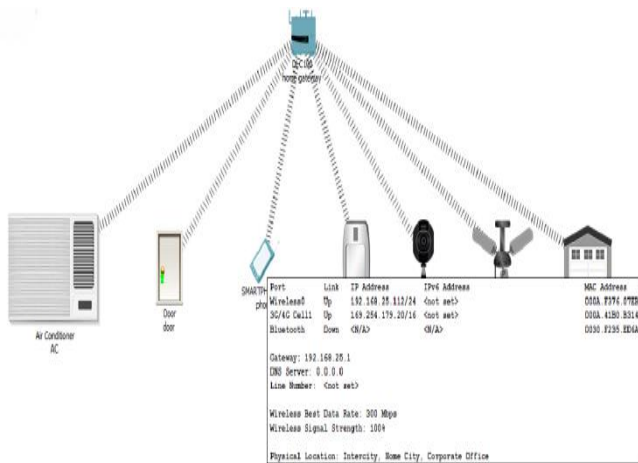 home gateway
Air Conditioner
AC
Door
door
Port Link IP Address IPv6 Address MAC Address
Wireless0 Up 192.168.25.112/24 <not set>
3G/4G Cell1 Up 169.254.179.20/16 <not set>
Bluetooth Down <N/A> <N/A>
Gateway: 192.168.25.1
DNS Server: 0.0.0.0
Line Number: <not set>
Wireless Best Data Rate: 300 Mbps
Wireless Signal Strength: 100%
Physical Location: Intercity, Home City, Corporate Office